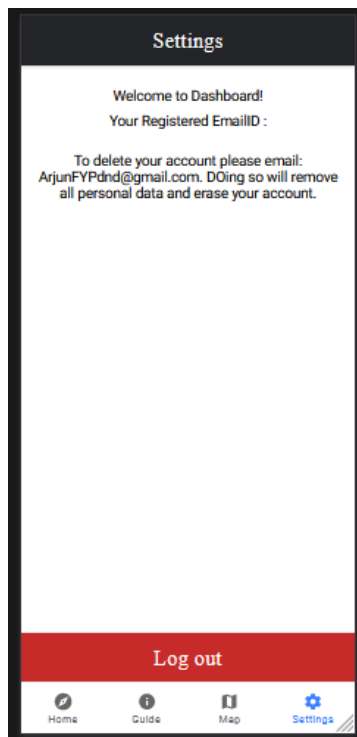 Settings
Welcome to Dashboard!
Your Registered EmailID :
To delete your account please email:
ArjunFYPdnd@gmail.com. DOing so will remove
all personal data and erase your account.
Log out
Home Guide Map Settings